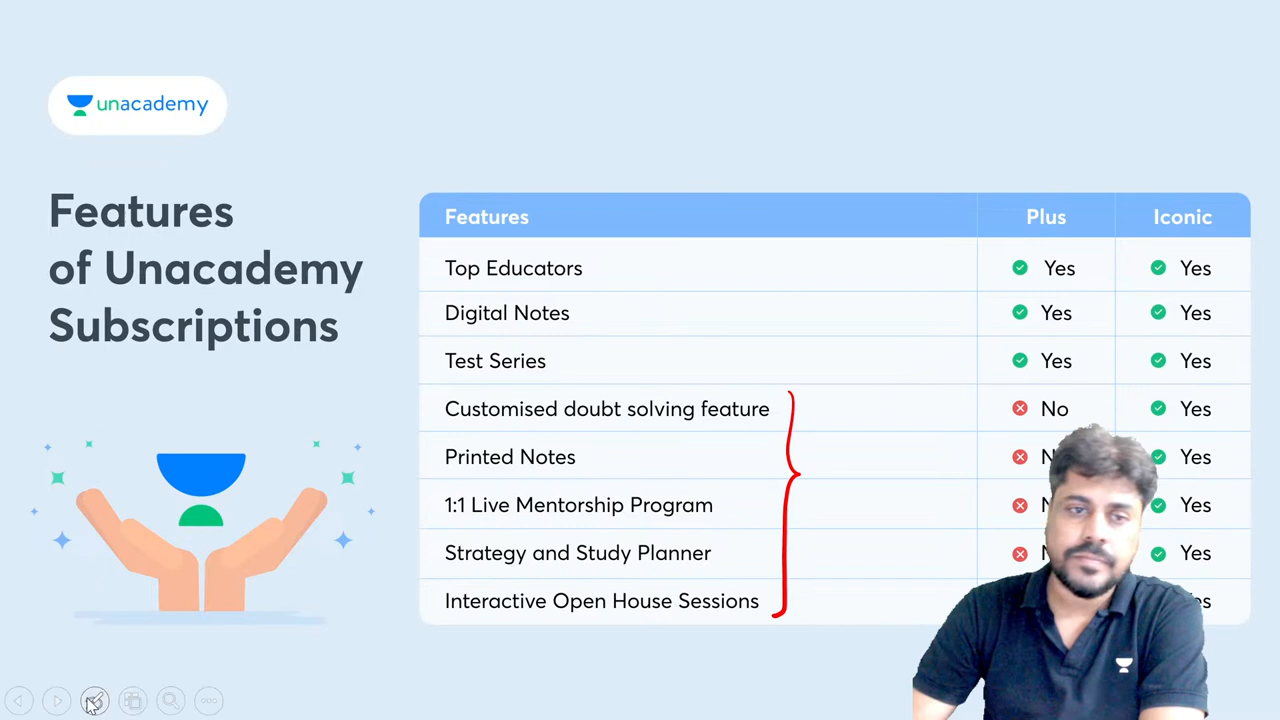 unacademy
Features
of Unacademy
Subscriptions
Features Plus Iconic
Top Educators Yes Yes
Digital Notes Yes Yes
Test Series Yes Yes
Customised doubt solving feature No Yes
Printed Notes Yes
1:1 Live Mentorship Program Yes
Strategy and Study Planner Yes
Interactive Open House Sessions